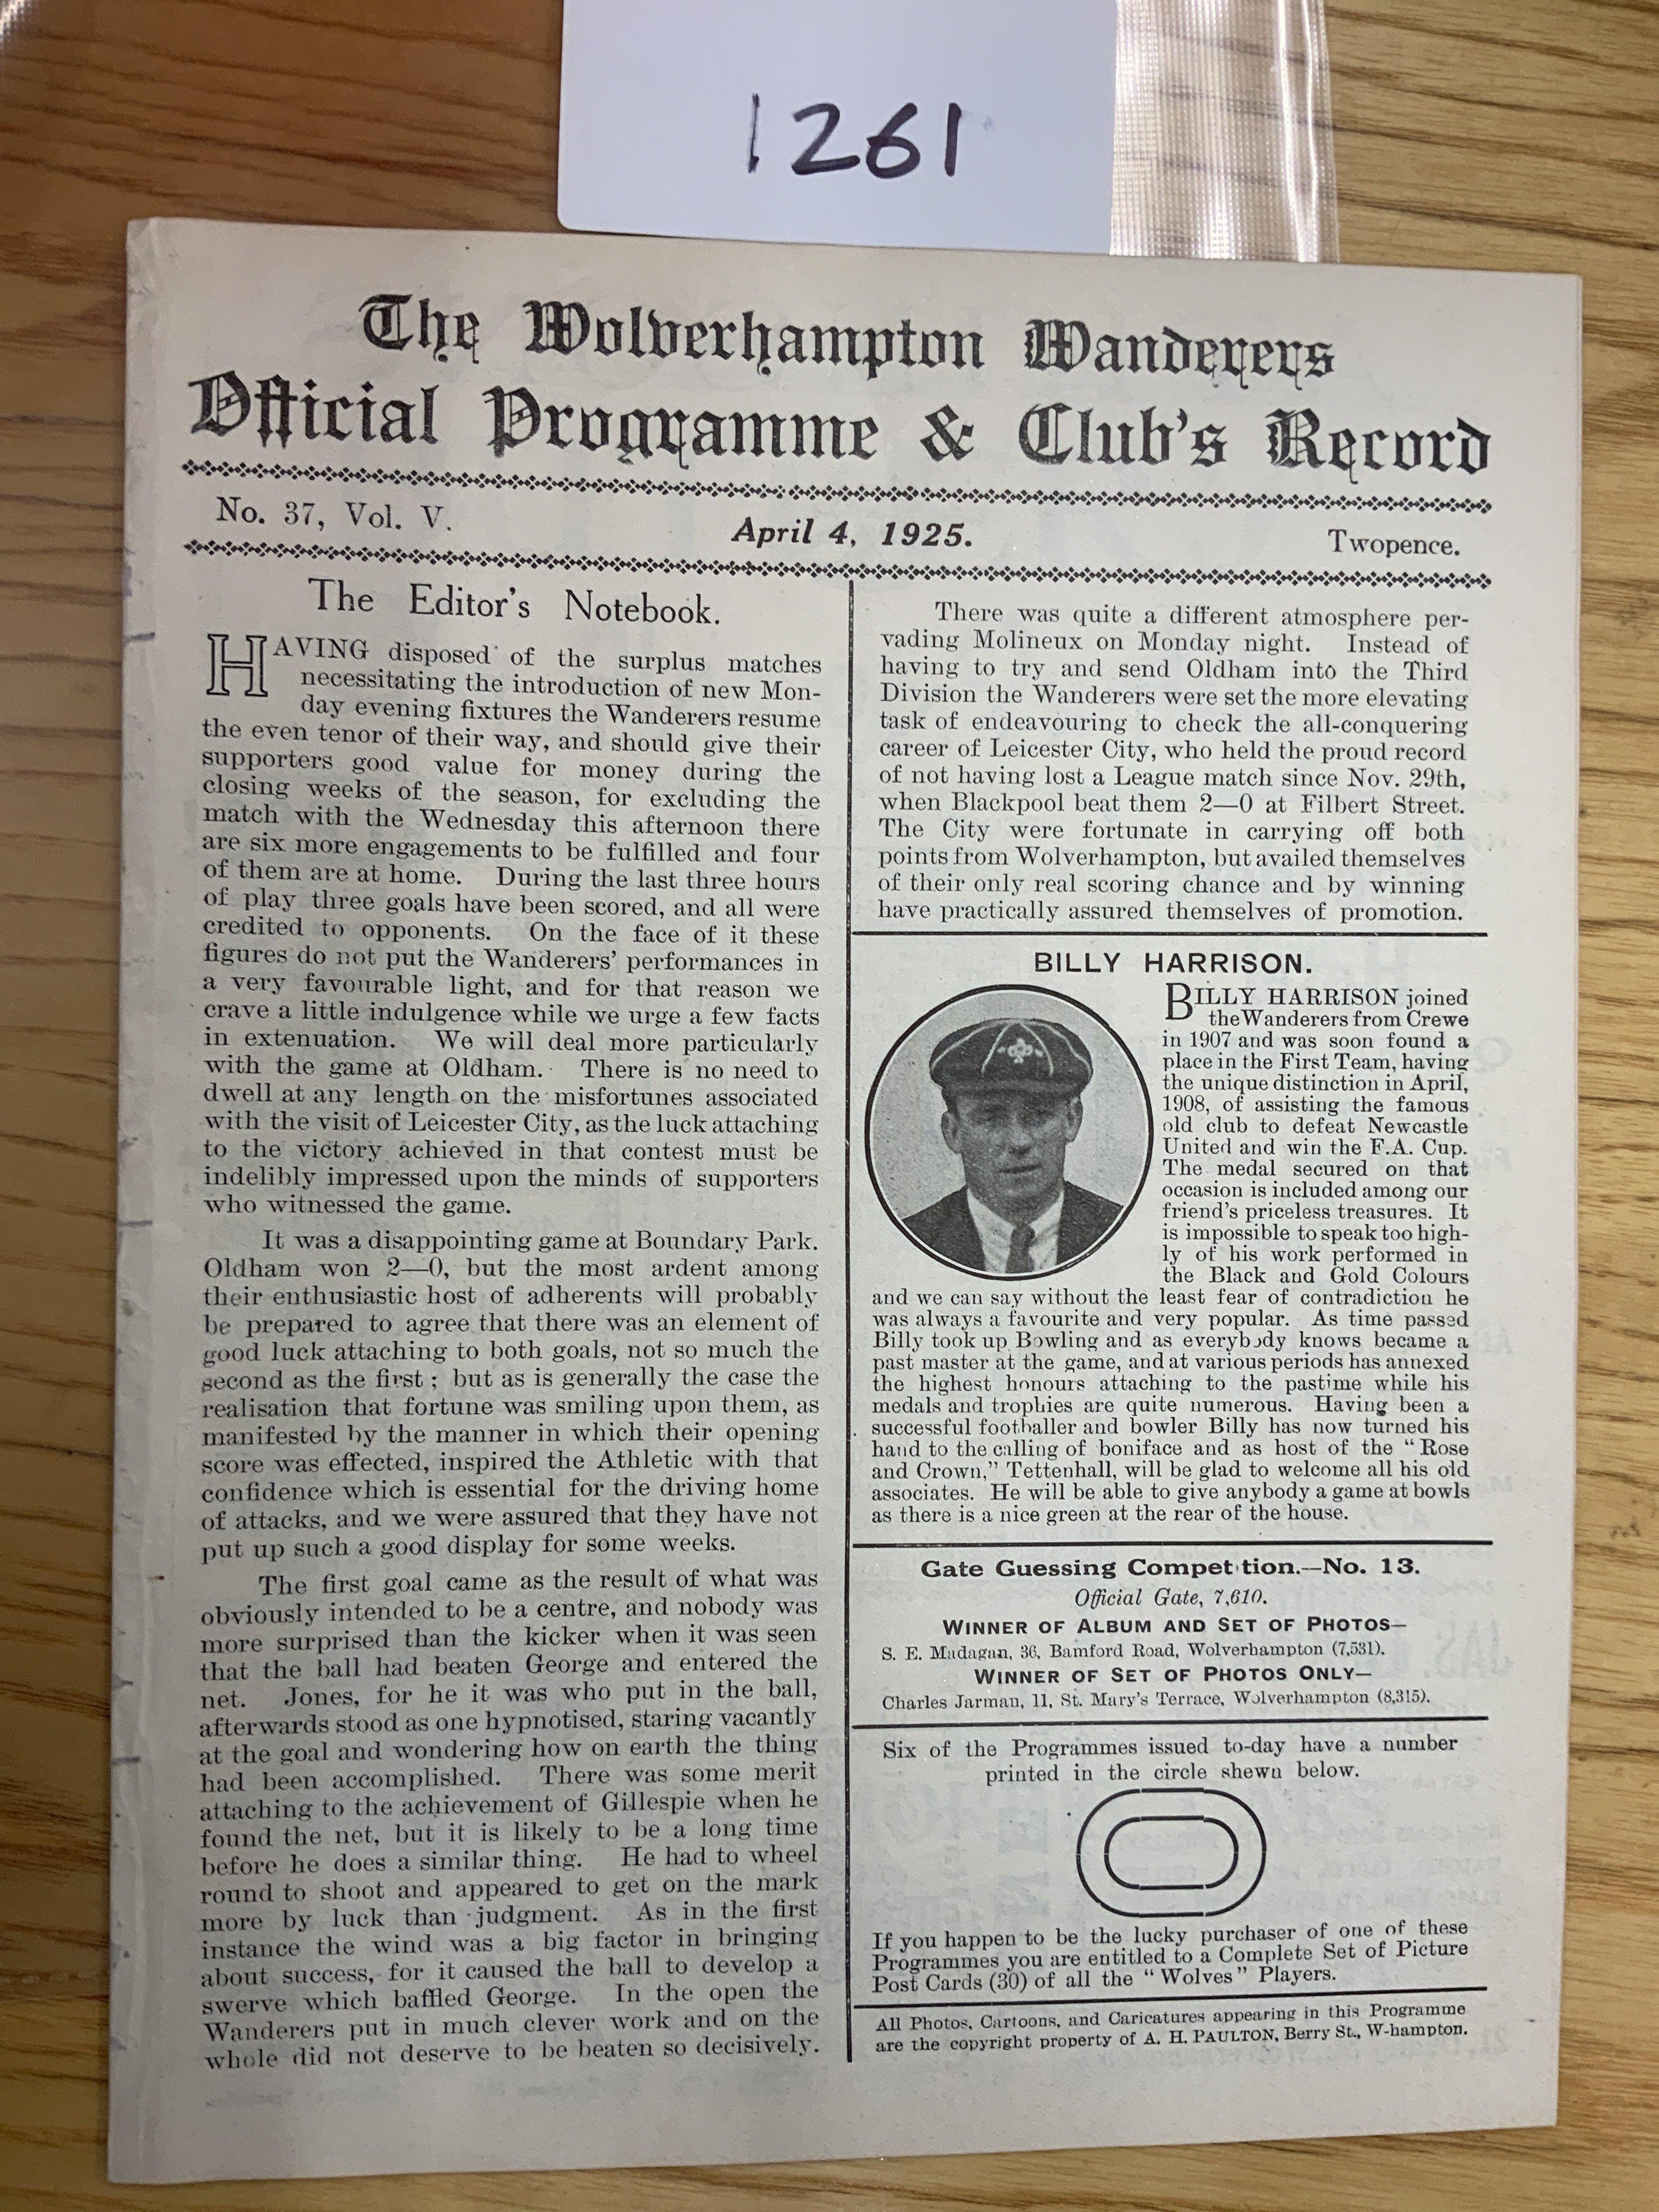 1261
The Wolverhampton Wanderers
Official Programme & Club's Record
No. 37, Vol. V.
April 4, 1925.
Twopence.
The Editor's Notebook.
HAVING disposed of the surplus matches
necessitating the introduction of new Mon-
day evening fixtures the Wanderers resume
the even tenor of their way, and should give their
supporters good value for money during the
closing weeks of the season, for excluding the
match with the Wednesday this afternoon there
are six more engagements to be fulfilled and four
of them are at home. During the last three hours
of play three goals have been scored, and all were
credited to opponents. On the face of it these
figures do not put the Wanderers' performances in
a very favourable light, and for that reason we
crave a little indulgence while we urge a few facts
in extenuation. We will deal more particularly
with the game at Oldham. There is no need to
dwell at any length on the misfortunes associated
with the visit of Leicester City, as the luck attaching
to the victory achieved in that contest must be
indelibly impressed upon the minds of supporters
who witnessed the game.
It was a disappointing game at Boundary Park.
Oldham won 2—0, but the most ardent among
their enthusiastic host of adherents will probably
be prepared to agree that there was an element of
good luck attaching to both goals, not so much the
second as the first ; but as is generally the case the
realisation that fortune was smiling upon them, as
manifested by the manner in which their opening
score was effected, inspired the Athletic with that
confidence which is essential for the driving home
of attacks, and we were assured that they have not
put up such a good display for some weeks.
The first goal came as the result of what was
obviously intended to be a centre, and nobody was
more surprised than the kicker when it was seen
that the ball had beaten George and entered the
net. Jones, for he it was who put in the ball,
afterwards stood as one hypnotised, staring vacantly
at the goal and wondering how on earth the thing
had been accomplished. There was some merit
attaching to the achievement of Gillespie when he
found the net, but it is likely to be a long time
before he does a similar thing. He had to wheel
round to shoot and appeared to get on the mark
more by luck than judgment. As in the first
instance the wind was a big factor in bringing
about success, for it caused the ball to develop a
swerve which baffled George. In the open the
Wanderers put in much clever work and on the
whole did not deserve to be beaten so decisively.
There was quite a different atmosphere per-
vading Molineux on Monday night. Instead of
having to try and send Oldham into the Third
Division the Wanderers were set the more elevating
task of endeavouring to check the all-conquering
career of Leicester City, who held the proud record
of not having lost a League match since Nov. 29th,
when Blackpool beat them 2—0 at Filbert Street.
The City were fortunate in carrying off both
points from Wolverhampton, but availed themselves
of their only real scoring chance and by winning
have practically assured themselves of promotion.
BILLY HARRISON.
BILLY HARRISON joined
the Wanderers from Crewe
in 1907 and was soon found a
place in the First Team, having
the unique distinction in April,
1908, of assisting the famous
old club to defeat Newcastle
United and win the F.A. Cup.
The medal secured on that
occasion is included among our
friend's priceless treasures. It
is impossible to speak too high-
ly of his work performed in
the Black and Gold Colours
and we can say without the least fear of contradiction he
was always a favourite and very popular. As time passed
Billy took up Bowling and as everybody knows became a
past master at the game, and at various periods has annexed
the highest honours attaching to the pastime while his
medals and trophies are quite numerous. Having been a
successful footballer and bowler Billy has now turned his
hand to the calling of boniface and as host of the "Rose
and Crown," Tettenhall, will be glad to welcome all his old
associates. He will be able to give anybody a game at bowls
as there is a nice green at the rear of the house.
Gate Guessing Competition.—No. 13.
Official Gate, 7,610.
WINNER OF ALBUM AND SET OF PHOTOS—
S. E. Madagan, 36, Bamford Road, Wolverhampton (7,531).
WINNER OF SET OF PHOTOS ONLY—
Charles Jarman, 11, St. Mary's Terrace, Wolverhampton (8,315).
Six of the Programmes issued to-day have a number
printed in the circle shewn below.
If you happen to be the lucky purchaser of one of these
Programmes you are entitled to a Complete Set of Picture
Post Cards (30) of all the "Wolves" Players.
All Photos, Cartoons, and Caricatures appearing in this Programme
are the copyright property of A. H. PAULTON, Berry St., W-hampton.